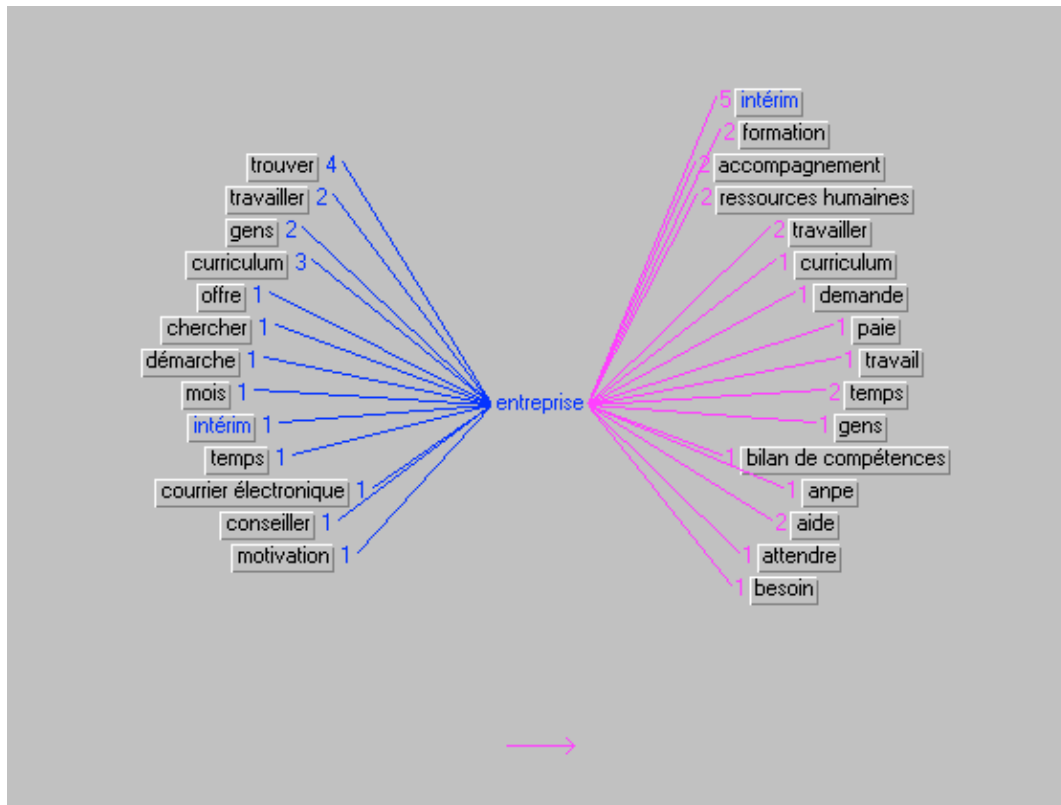 trouver 4
travailler 2
gens 2
curriculum 3
offre 1
chercher 1
démarche 1
mois 1
intérim 1
temps 1
courrier électronique 1
conseiller 1
motivation 1
entreprise
5 intérim
2 formation
2 accompagnement
2 ressources humaines
2 travailler
1 curriculum
1 demande
1 paie
1 travail
2 temps
1 gens
1 bilan de compétences
1 anpe
2 aide
1 attendre
1 besoin